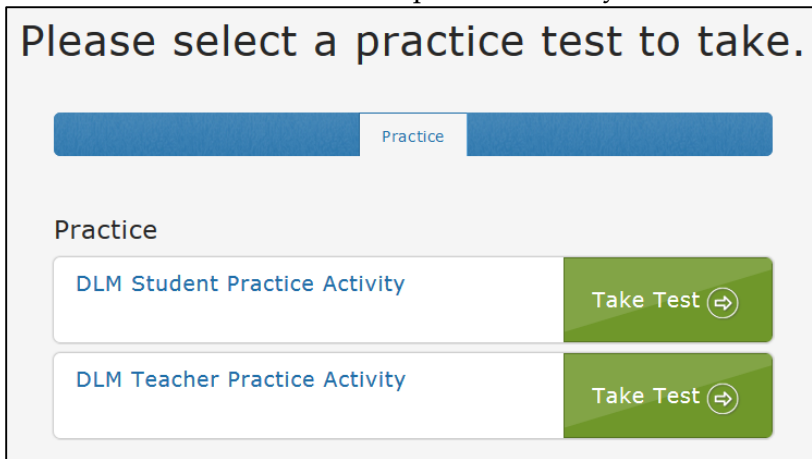 Please select a practice test to take.
Practice
Practice
DLM Student Practice Activity
Take Test
DLM Teacher Practice Activity
Take Test